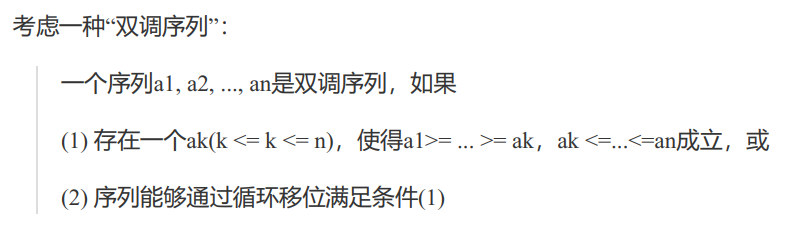 考虑一种“双调序列”：
一个序列a1, a2, ..., an是双调序列，如果
(1) 存在一个ak(k <= k <= n)，使得a1>= ... >= ak，ak <=...<=an成立，或
(2) 序列能够通过循环移位满足条件(1)